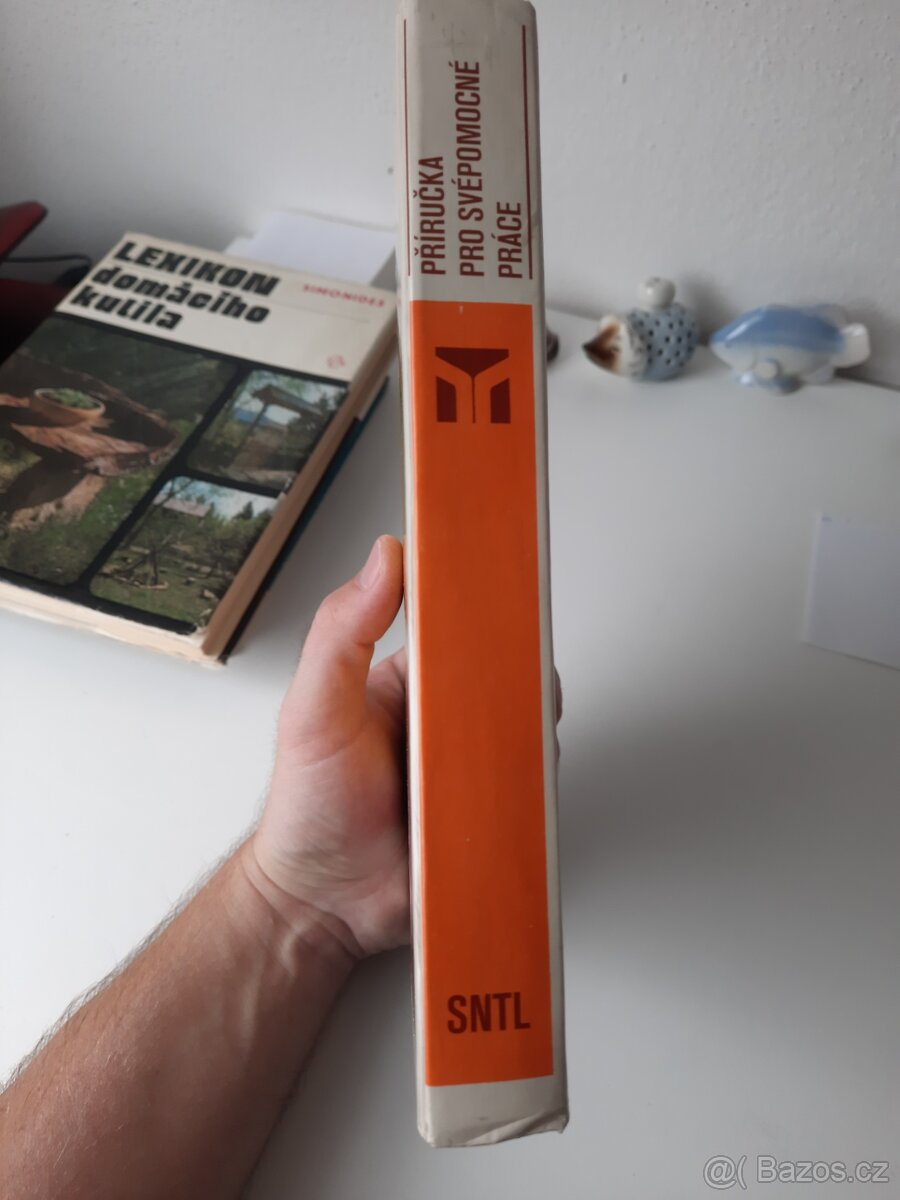 PŘÍRUČKA
PRO SVÉPOMOCNÉ
PRÁCE
SNTL
LEXIKON
domácího
kutila
SIMONIDES
@( Bazos.cz